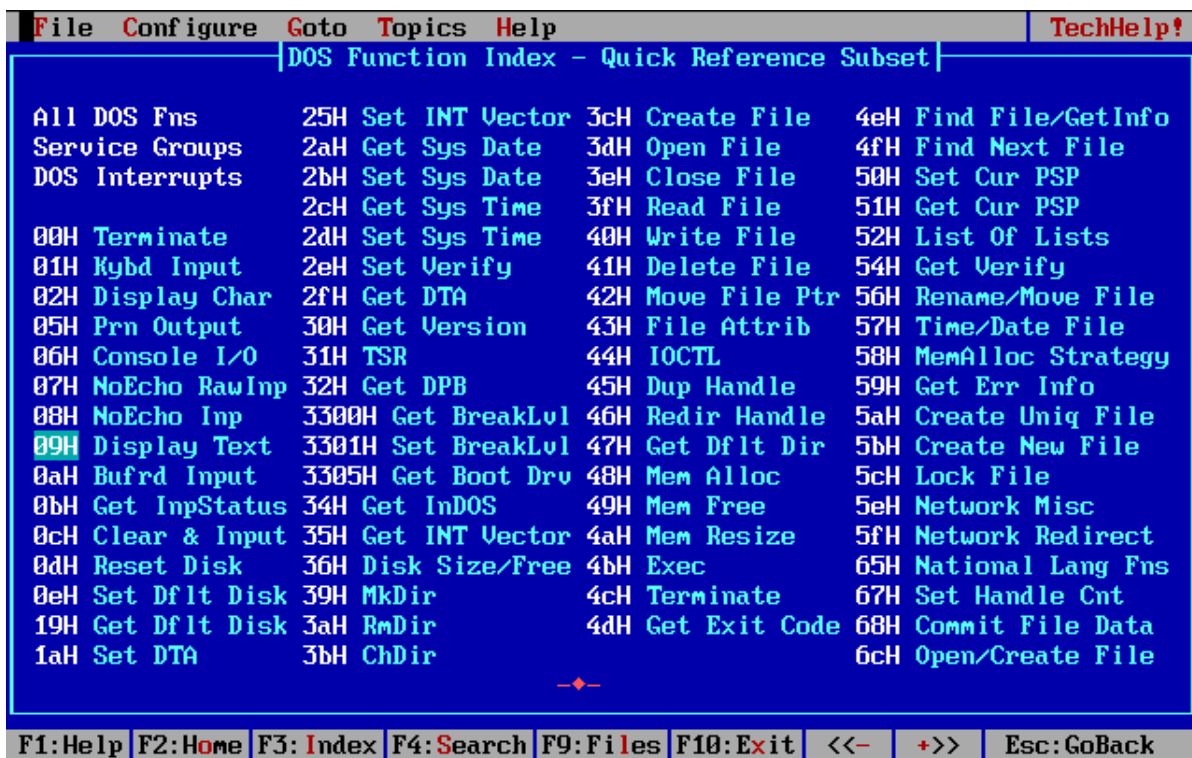 File Configure Goto Topics Help TechHelp!
DOS Function Index - Quick Reference Subset
All DOS Fns 25H Set INT Vector 3cH Create File 4eH Find File/GetInfo
Service Groups 2aH Get Sys Date 3dH Open File 4fH Find Next File
DOS Interrupts 2bH Set Sys Date 3eH Close File 50H Set Cur PSP
2cH Get Sys Time 3fH Read File 51H Get Cur PSP
00H Terminate 2dH Set Sys Time 40H Write File 52H List Of Lists
01H Kybd Input 2eH Set Verify 41H Delete File 54H Get Verify
02H Display Char 2fH Get DTA 42H Move File Ptr 56H Rename/Move File
05H Prn Output 30H Get Version 43H File Attrib 57H Time/Date File
06H Console I/O 31H TSR 44H IOCTL 58H MemAlloc Strategy
07H NoEcho RawInp 32H Get DPB 45H Dup Handle 59H Get Err Info
08H NoEcho Inp 3300H Get BreakLvl 46H Redir Handle 5aH Create Uniq File
09H Display Text 3301H Set BreakLvl 47H Get Dflt Dir 5bH Create New File
0aH Bufrd Input 3305H Get Boot Drv 48H Mem Alloc 5cH Lock File
0bH Get InpStatus 34H Get InDOS 49H Mem Free 5eH Network Misc
0cH Clear & Input 35H Get INT Vector 4aH Mem Resize 5fH Network Redirect
0dH Reset Disk 36H Disk Size/Free 4bH Exec 65H National Lang Fns
0eH Set Dflt Disk 39H MkDir 4cH Terminate 67H Set Handle Cnt
19H Get Dflt Disk 3aH RmDir 4dH Get Exit Code 68H Commit File Data
1aH Set DTA 3bH ChDir 6cH Open/Create File
F1:Help F2:Home F3:Index F4:Search F9:Files F10:Exit <<- +>> Esc:GoBack